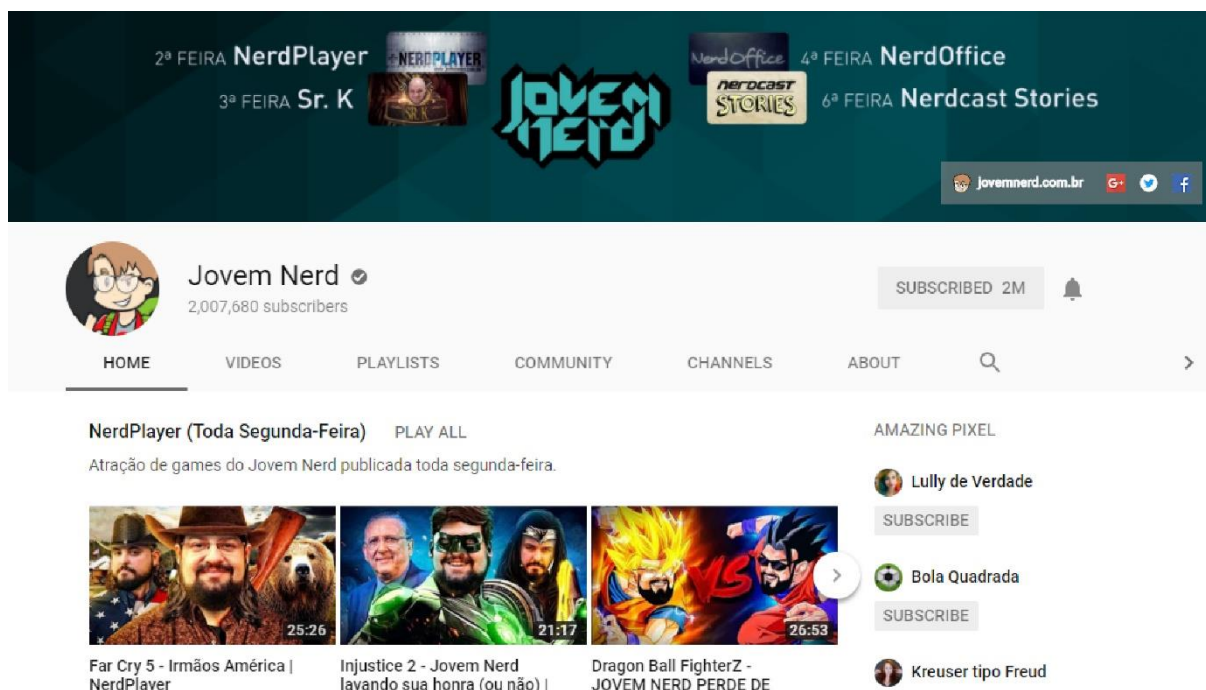 2ª FEIRA NerdPlayer
NERDPLAYER
3ª FEIRA Sr. K
SR. K
JOVEM
NERD
NerdOffice
4ª FEIRA NerdOffice
NERDCAST
STORIES
6ª FEIRA Nerdcast Stories
jovemnerd.com.br
G+
f
Jovem Nerd
2,007,680 subscribers
SUBSCRIBED 2M
HOME
VIDEOS
PLAYLISTS
COMMUNITY
CHANNELS
ABOUT
NerdPlayer (Toda Segunda-Feira)
PLAY ALL
Atração de games do Jovem Nerd publicada toda segunda-feira.
25:26
Far Cry 5 - Irmãos América |
NerdPlayer
21:17
Injustice 2 - Jovem Nerd
lavando sua honra (ou não) |
VS
26:53
Dragon Ball FighterZ -
JOVEM NERD PERDE DE
AMAZING PIXEL
Lully de Verdade
SUBSCRIBE
Bola Quadrada
SUBSCRIBE
Kreuser tipo Freud